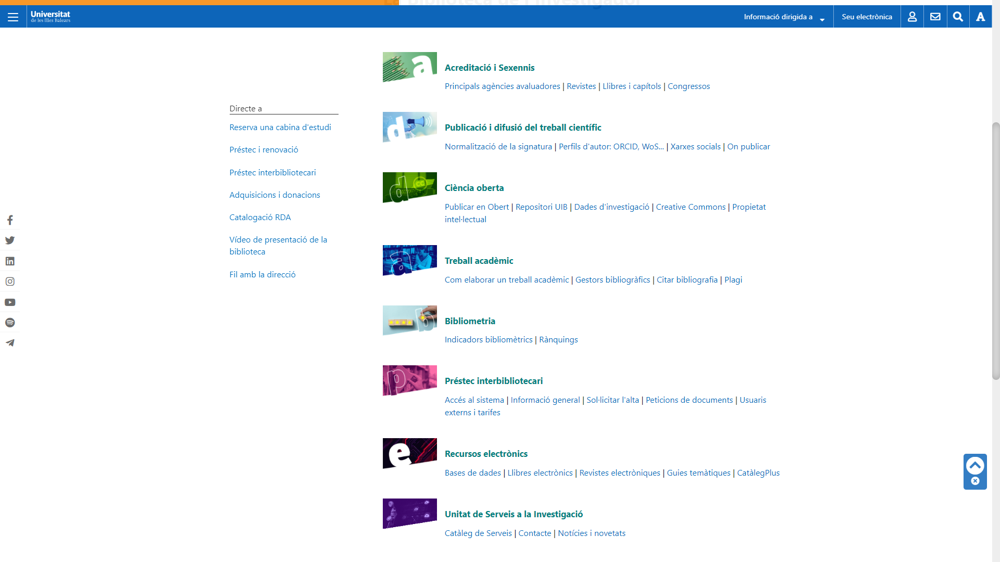 La biblioteca de l'investigador
Universitat
de les Illes Balears
Informació dirigida a
Seu electrònica
A
Directe a
Reserva una cabina d'estudi
Préstec i renovació
Préstec interbibliotecari
Adquisicions i donacions
Catalogació RDA
Vídeo de presentació de la
biblioteca
Fil amb la direcció
a
Acreditació i Sexennis
Principals agències avaluadores | Revistes | Llibres i capítols | Congressos
d
Publicació i difusió del treball científic
Normalització de la signatura | Perfils d'autor: ORCID, WoS... | Xarxes socials | On publicar
d
CC
Ciència oberta
Publicar en Obert | Repositori UIB | Dades d'investigació | Creative Commons | Propietat
intel·lectual
a
Treball acadèmic
Com elaborar un treball acadèmic | Gestors bibliogràfics | Citar bibliografia | Plagi
b
Bibliometria
Indicadors bibliomètrics | Rànquings
p
Préstec interbibliotecari
Accés al sistema | Informació general | Sol·licitar l'alta | Peticions de documents | Usuaris
externs i tarifes
e
Recursos electrònics
Bases de dades | Llibres electrònics | Revistes electròniques | Guies temàtiques | CatàlegPlus
Unitat de Serveis a la Investigació
Catàleg de Serveis | Contacte | Notícies i novetats